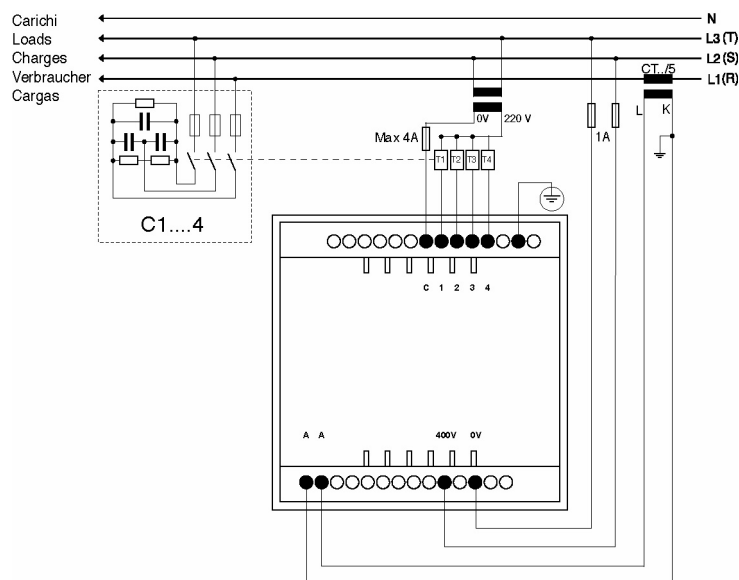 Carichi
Loads
Charges
Verbraucher
Cargas
N
L3 (T)
L2 (S)
L1(R)
CT../5
L
K
0V
220 V
Max 4A
1A
T1
T2
T3
T4
C1....4
C
1
2
3
4
A
A
400V
0V